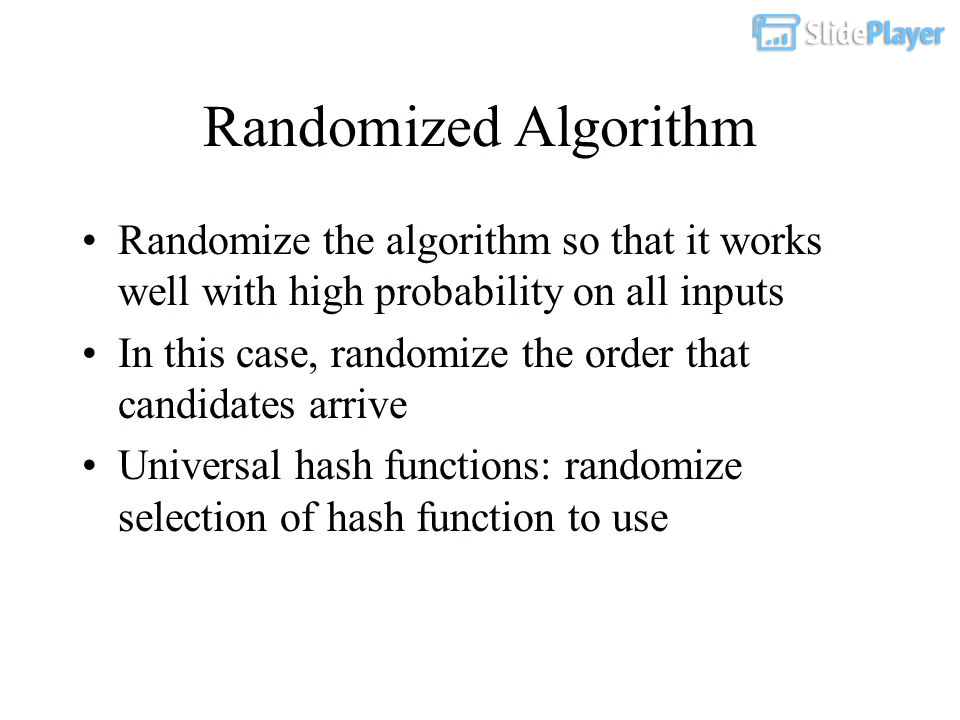 SlidePlayer
Randomized Algorithm
• Randomize the algorithm so that it works
well with high probability on all inputs
• In this case, randomize the order that
candidates arrive
• Universal hash functions: randomize
selection of hash function to use